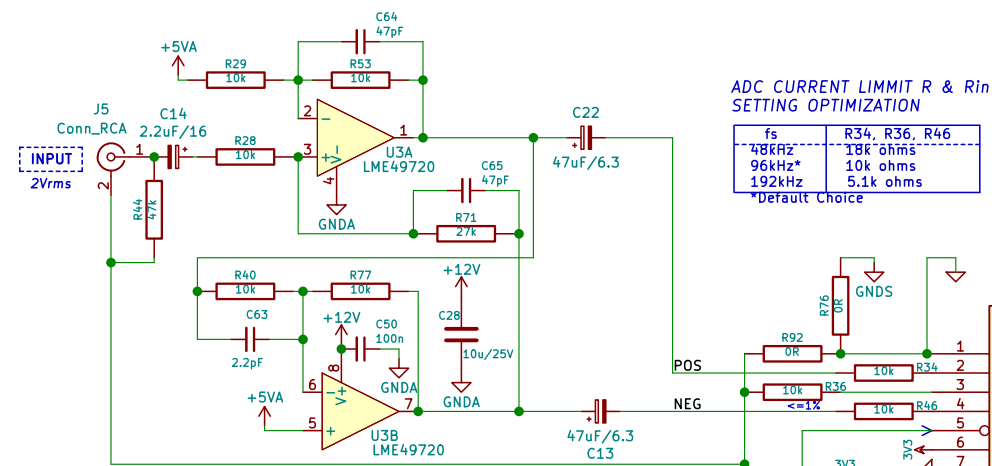 C64
47pF
+5VA
R29
10k
R53
10k
ADC CURRENT LIMMIT R & Rin
SETTING OPTIMIZATION
J5
Conn_RCA
C14
2.2uF/16
2
1
C22
fs
R34, R36, R46
48kHz
18k ohms
96kHz*
10k ohms
192kHz
5.1k ohms
*Default Choice
INPUT
2Vrms
1
2
R28
10k
3
V-
4
U3A
LME49720
47uF/6.3
C65
47pF
R44
47k
GNDA
R71
27k
+12V
R40
10k
R77
10k
GNDS
R76
0R
C63
2.2pF
+12V
C50
100n
C28
10u/25V
R92
0R
1
POS
10k
R34
2
GNDA
GNDA
8
V+
6
10k
R36
3
<=1%
+5VA
7
NEG
10k
R46
4
5
U3B
LME49720
47uF/6.3
C13
5
3V3
6
3V3
7